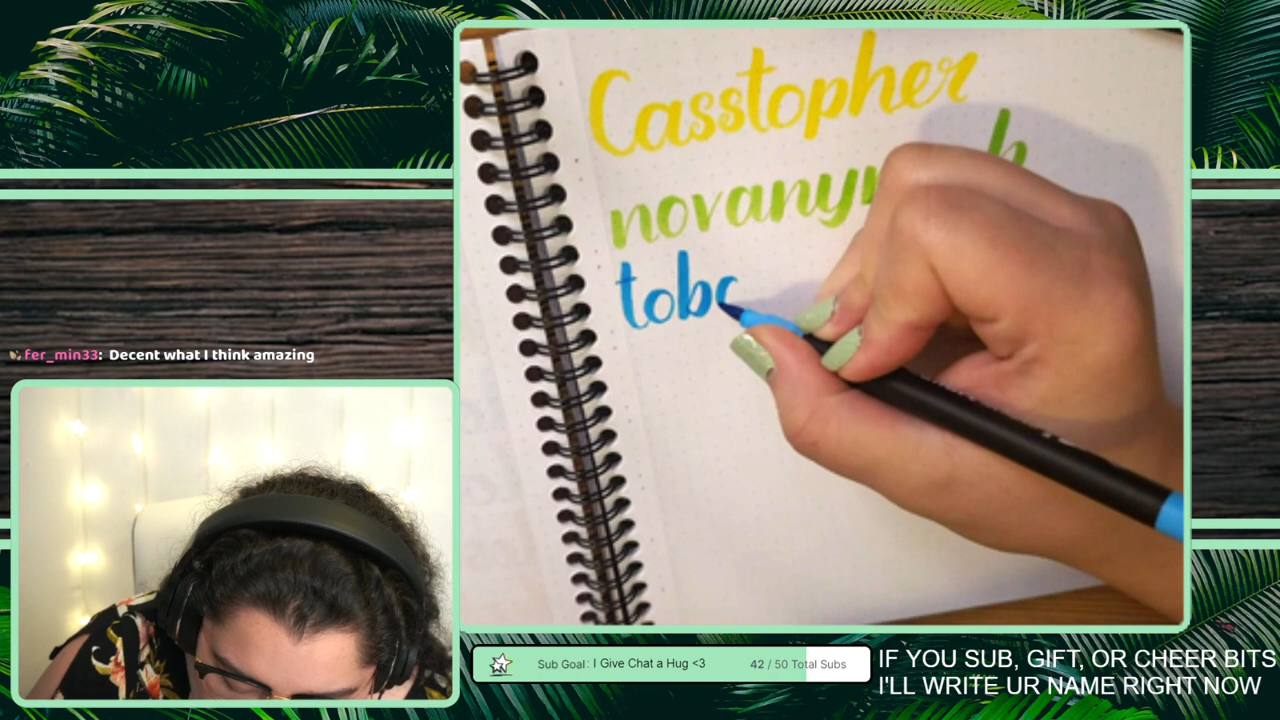 Casstopher
novany
tobc
fer_min33: Decent what I think amazing
Sub Goal: I Give Chat a Hug <3 42 / 50 Total Subs
IF YOU SUB, GIFT, OR CHEER BITS
I'LL WRITE UR NAME RIGHT NOW